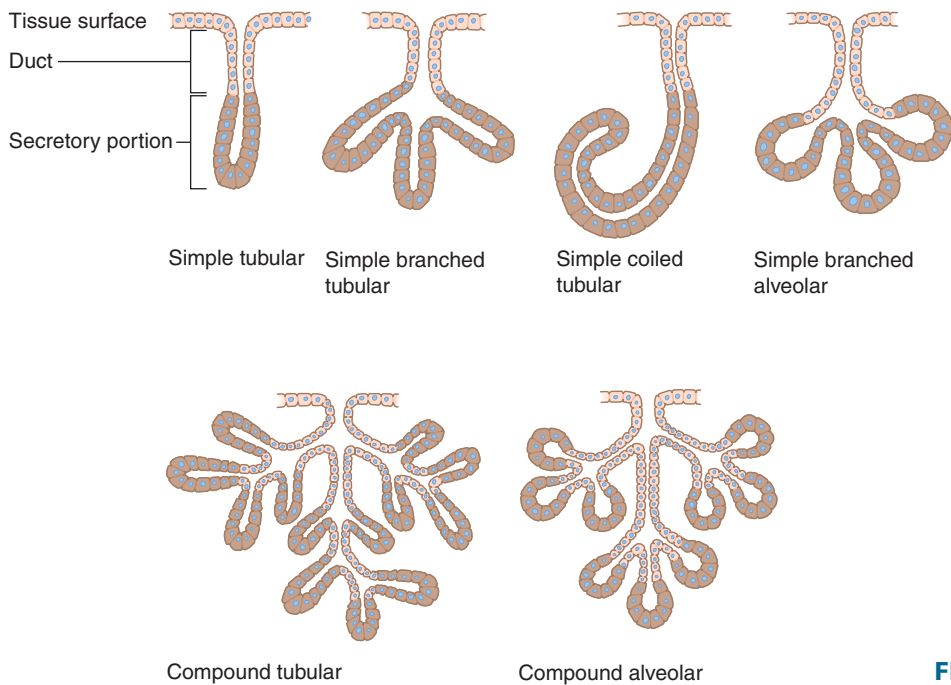 Tissue surface
Duct
Secretory portion
Simple tubular
Simple branched
tubular
Simple coiled
tubular
Simple branched
alveolar
Compound tubular
Compound alveolar